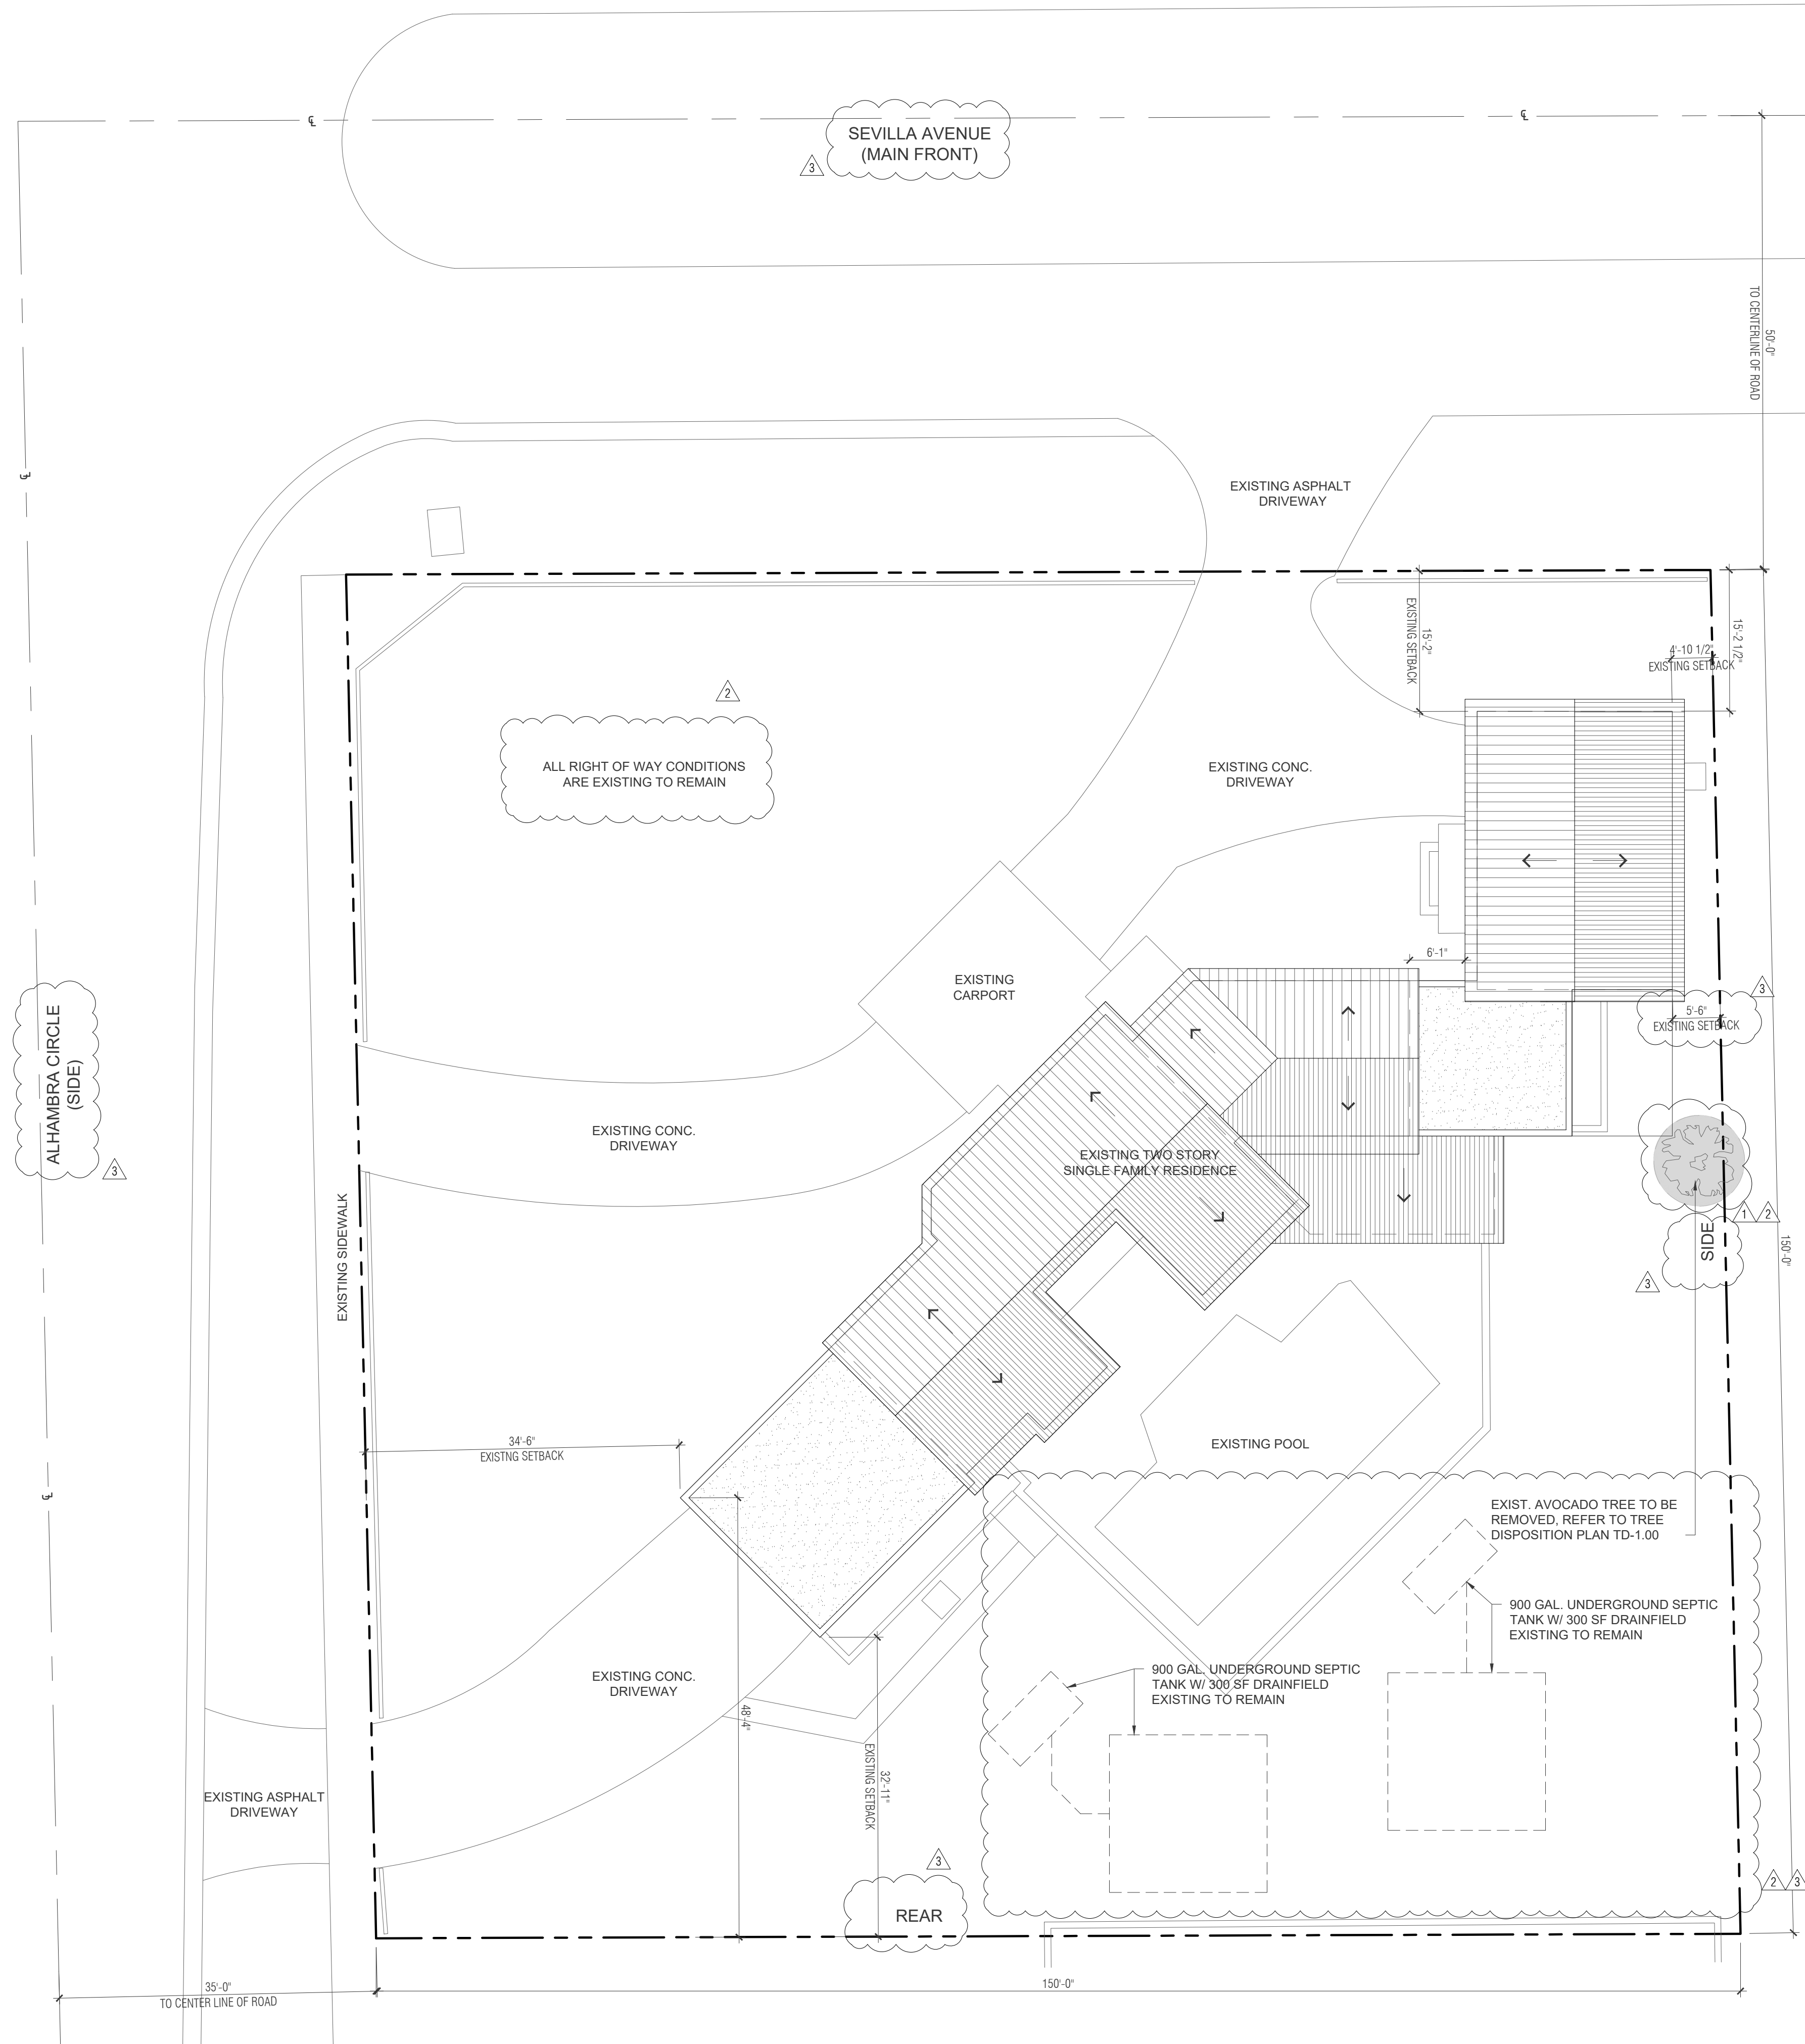 ℄
℄
SEVILLA AVENUE
(MAIN FRONT)
3
50'-0"
TO CENTERLINE OF ROAD
℄
EXISTING ASPHALT
DRIVEWAY
15'-2"
EXISTING SETBACK
15'-2 1/2"
4'-10 1/2"
EXISTING SETBACK
2
ALL RIGHT OF WAY CONDITIONS
ARE EXISTING TO REMAIN
EXISTING CONC.
DRIVEWAY
6'-1"
EXISTING
CARPORT
3
5'-6"
EXISTING SETBACK
ALHAMBRA CIRCLE
(SIDE)
3
EXISTING CONC.
DRIVEWAY
EXISTING TWO STORY
SINGLE FAMILY RESIDENCE
EXISTING SIDEWALK
1
2
SIDE
3
150'-0"
34'-6"
EXISTNG SETBACK
EXISTING POOL
℄
EXIST. AVOCADO TREE TO BE
REMOVED, REFER TO TREE
DISPOSITION PLAN TD-1.00
900 GAL. UNDERGROUND SEPTIC
TANK W/ 300 SF DRAINFIELD
EXISTING TO REMAIN
900 GAL. UNDERGROUND SEPTIC
TANK W/ 300 SF DRAINFIELD
EXISTING TO REMAIN
EXISTING CONC.
DRIVEWAY
48'-4"
32'-11"
EXISTING SETBACK
EXISTING ASPHALT
DRIVEWAY
3
REAR
2
3
35'-0"
TO CENTER LINE OF ROAD
150'-0"